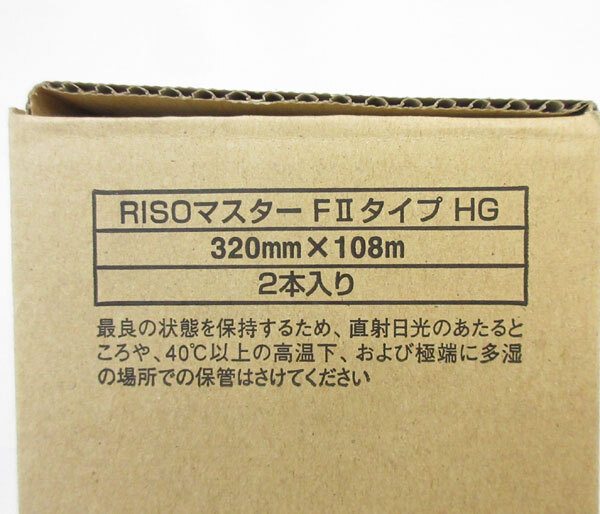 RISOマスター FⅡタイプ HG
320mm×108m
2本入り
最良の状態を保持するため、直射日光のあたると
ころや、40℃以上の高温下、および極端に多湿
の場所での保管はさけてください